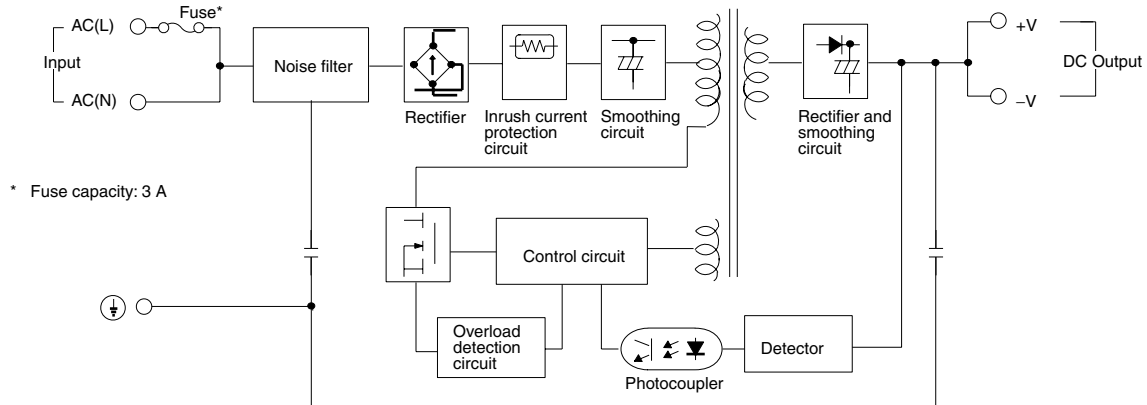 Fuse*
AC(L)
Input
AC(N)
Noise filter
Rectifier
Inrush current
protection
circuit
Smoothing
circuit
Rectifier and
smoothing
circuit
+V
DC Output
–V
* Fuse capacity: 3 A
Control circuit
Overload
detection
circuit
Photocoupler
Detector